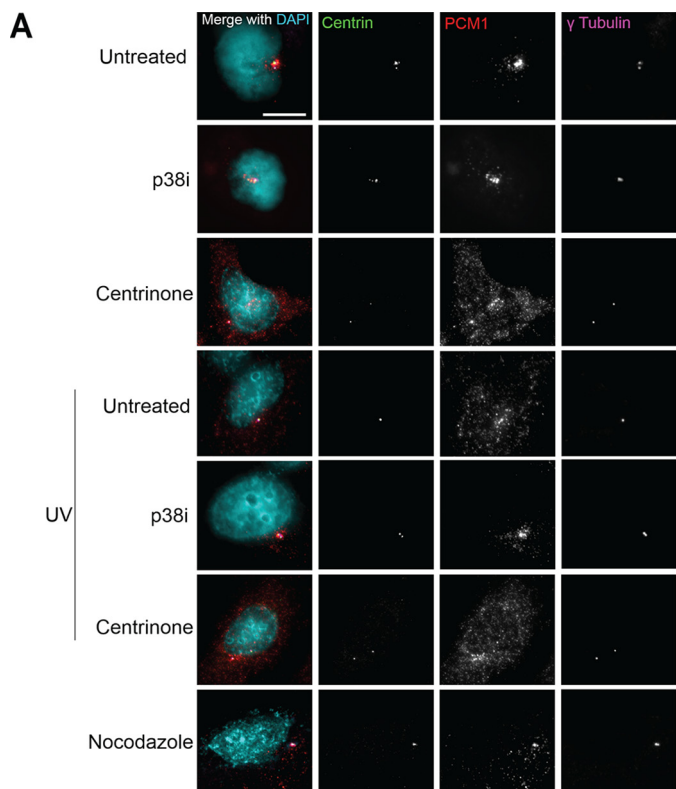 A
Merge with DAPI Centrin PCM1 γ Tubulin
Untreated
p38i
Centrinone
Untreated
UV
p38i
Centrinone
Nocodazole